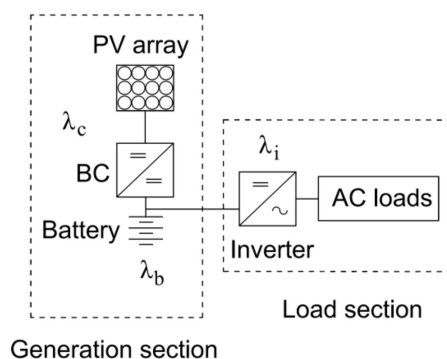 PV array
λc
BC
Battery
λb
λi
AC loads
Inverter
Load section
Generation section